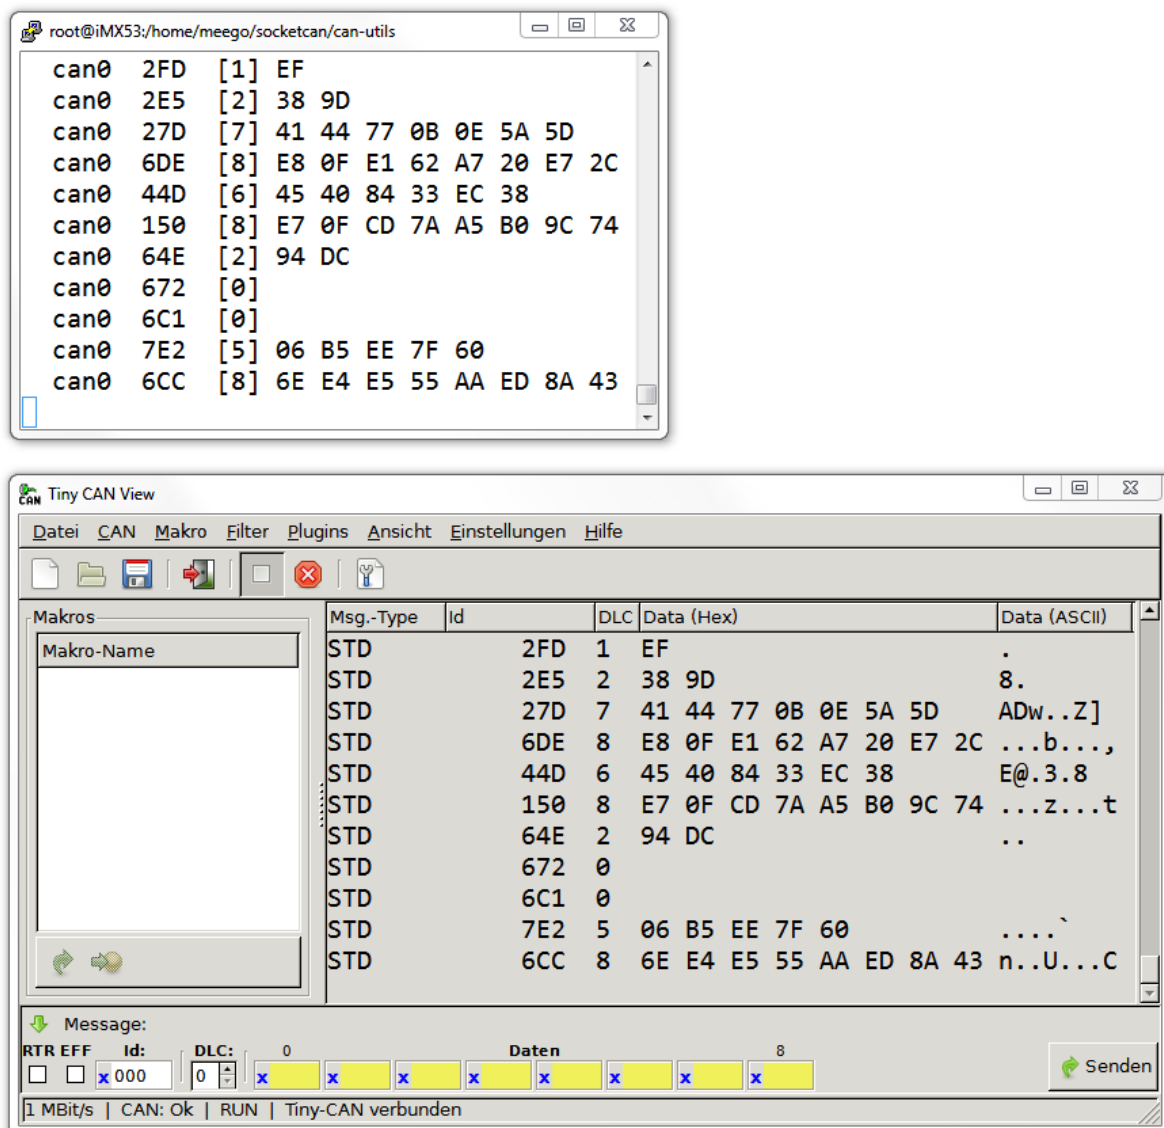 root@iMX53:/home/meego/socketcan/can-utils
can0 2FD [1] EF
can0 2E5 [2] 38 9D
can0 27D [7] 41 44 77 0B 0E 5A 5D
can0 6DE [8] E8 0F E1 62 A7 20 E7 2C
can0 44D [6] 45 40 84 33 EC 38
can0 150 [8] E7 0F CD 7A A5 B0 9C 74
can0 64E [2] 94 DC
can0 672 [0]
can0 6C1 [0]
can0 7E2 [5] 06 B5 EE 7F 60
can0 6CC [8] 6E E4 E5 55 AA ED 8A 43
CAN Tiny CAN View
Datei CAN Makro Filter Plugins Ansicht Einstellungen Hilfe
Makros
Makro-Name
Msg.-Type Id DLC Data (Hex) Data (ASCII)
STD 2FD 1 EF .
STD 2E5 2 38 9D 8.
STD 27D 7 41 44 77 0B 0E 5A 5D ADw..Z]
STD 6DE 8 E8 0F E1 62 A7 20 E7 2C ...b...,
STD 44D 6 45 40 84 33 EC 38 E@.3.8
STD 150 8 E7 0F CD 7A A5 B0 9C 74 ...z...t
STD 64E 2 94 DC ..
STD 672 0
STD 6C1 0
STD 7E2 5 06 B5 EE 7F 60 ....`
STD 6CC 8 6E E4 E5 55 AA ED 8A 43 n..U...C
Message:
RTR EFF Id: DLC: 0 Daten 8
x 000 0 x x x x x x x x Senden
1 MBit/s | CAN: Ok | RUN | Tiny-CAN verbunden